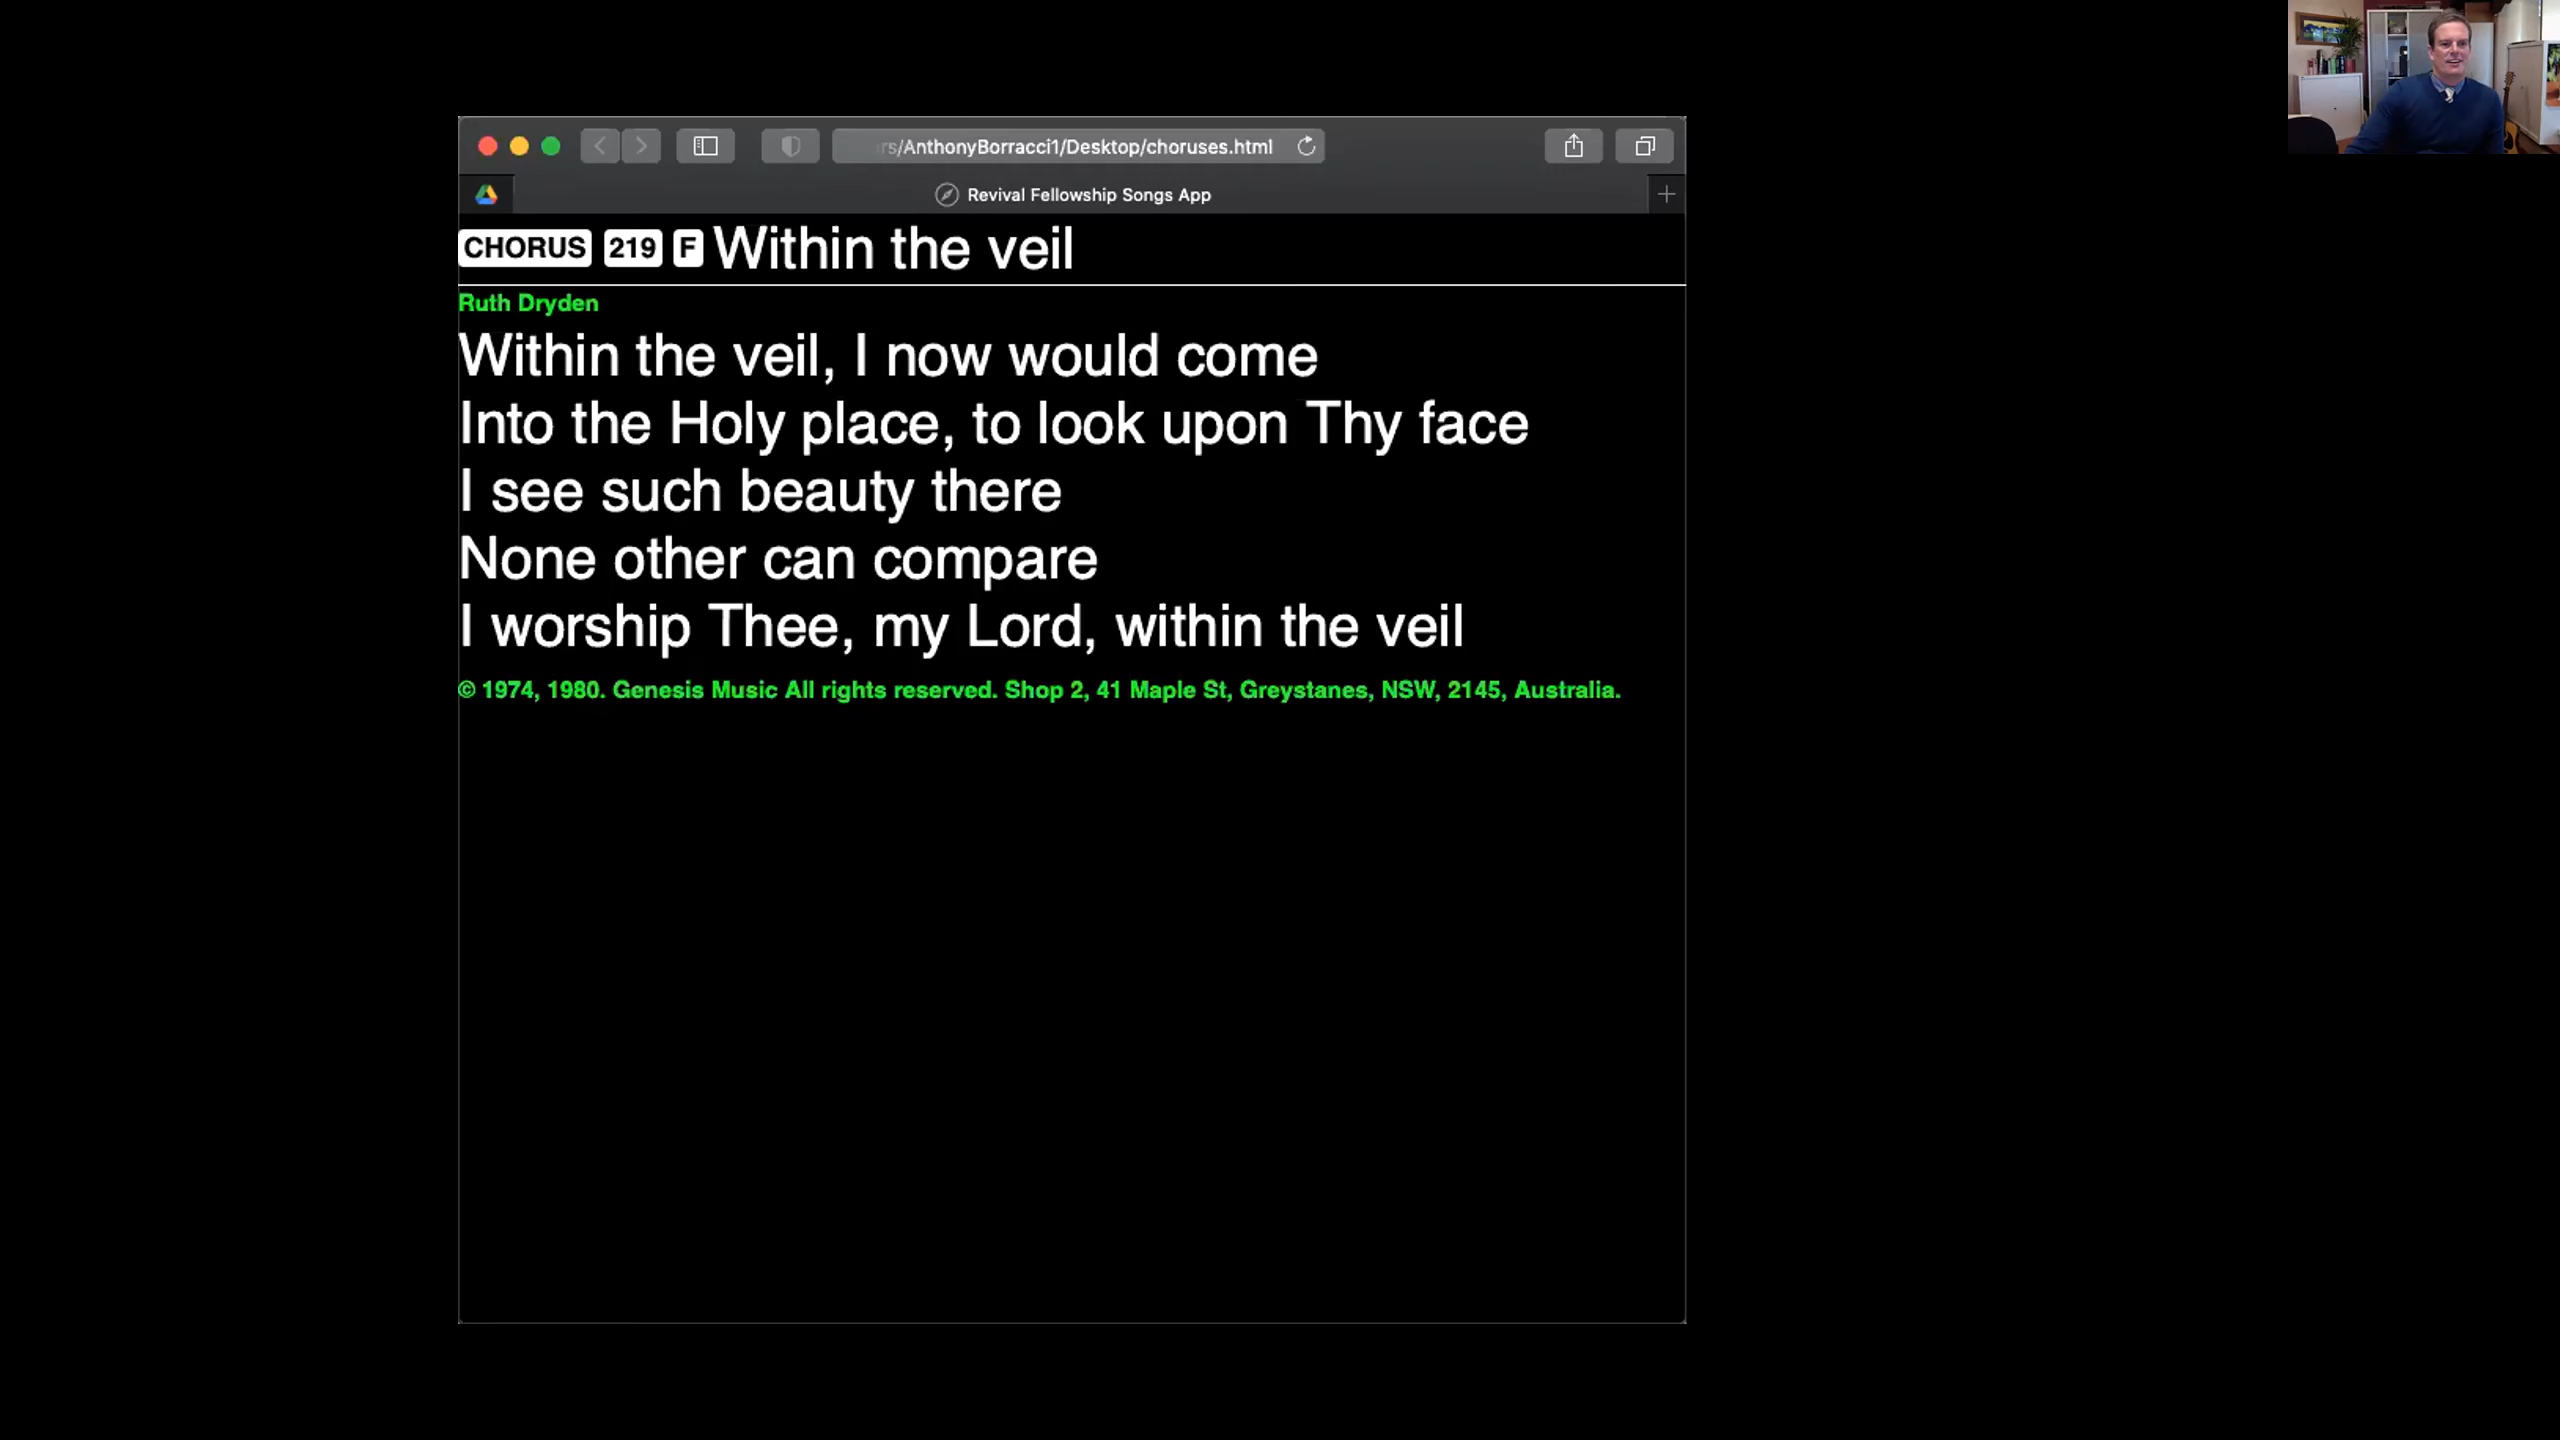 rs/AnthonyBorracci1/Desktop/choruses.html
Revival Fellowship Songs App
CHORUS 219 F Within the veil
Ruth Dryden
Within the veil, I now would come
Into the Holy place, to look upon Thy face
I see such beauty there
None other can compare
I worship Thee, my Lord, within the veil
© 1974, 1980. Genesis Music All rights reserved. Shop 2, 41 Maple St, Greystanes, NSW, 2145, Australia.